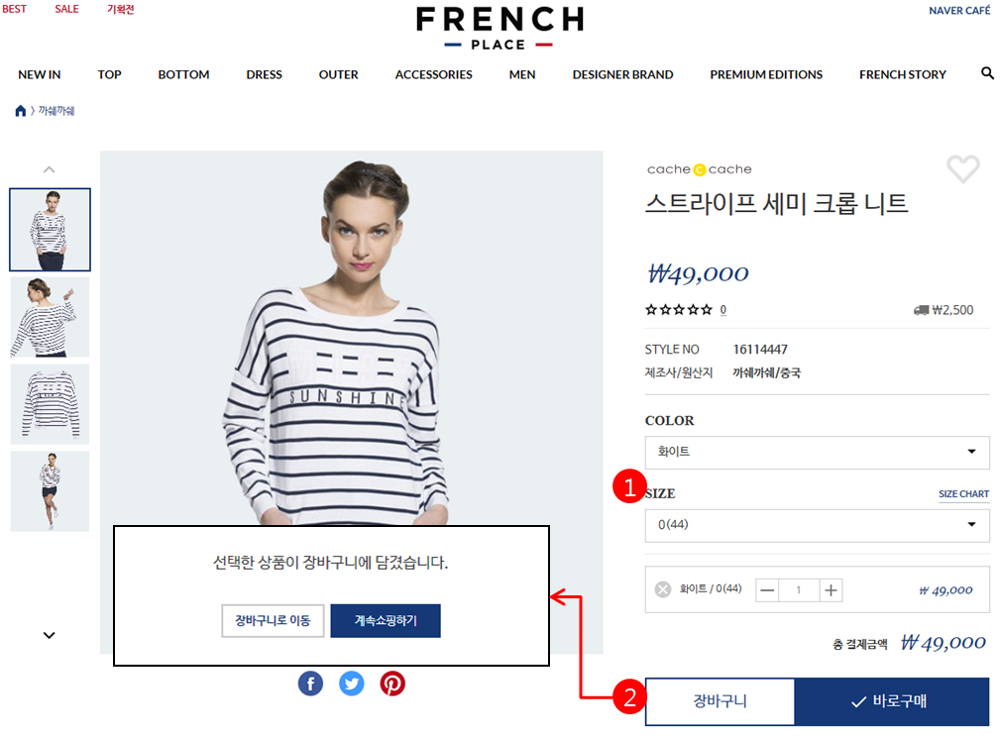 BEST SALE 기획전
FRENCH
PLACE
NAVER CAFÉ
NEW IN TOP BOTTOM DRESS OUTER ACCESSORIES MEN DESIGNER BRAND PREMIUM EDITIONS FRENCH STORY
〉까쉐까쉐
SUNSHINE
cache c cache
스트라이프 세미 크롭 니트
₩49,000
0
₩2,500
STYLE NO 16114447
제조사/원산지 까쉐까쉐/중국
COLOR
화이트
1
SIZE
SIZE CHART
0(44)
화이트 / 0(44) 1 ₩ 49,000
총 결제금액 ₩ 49,000
2
장바구니
바로구매
선택한 상품이 장바구니에 담겼습니다.
장바구니로 이동
계속쇼핑하기
f